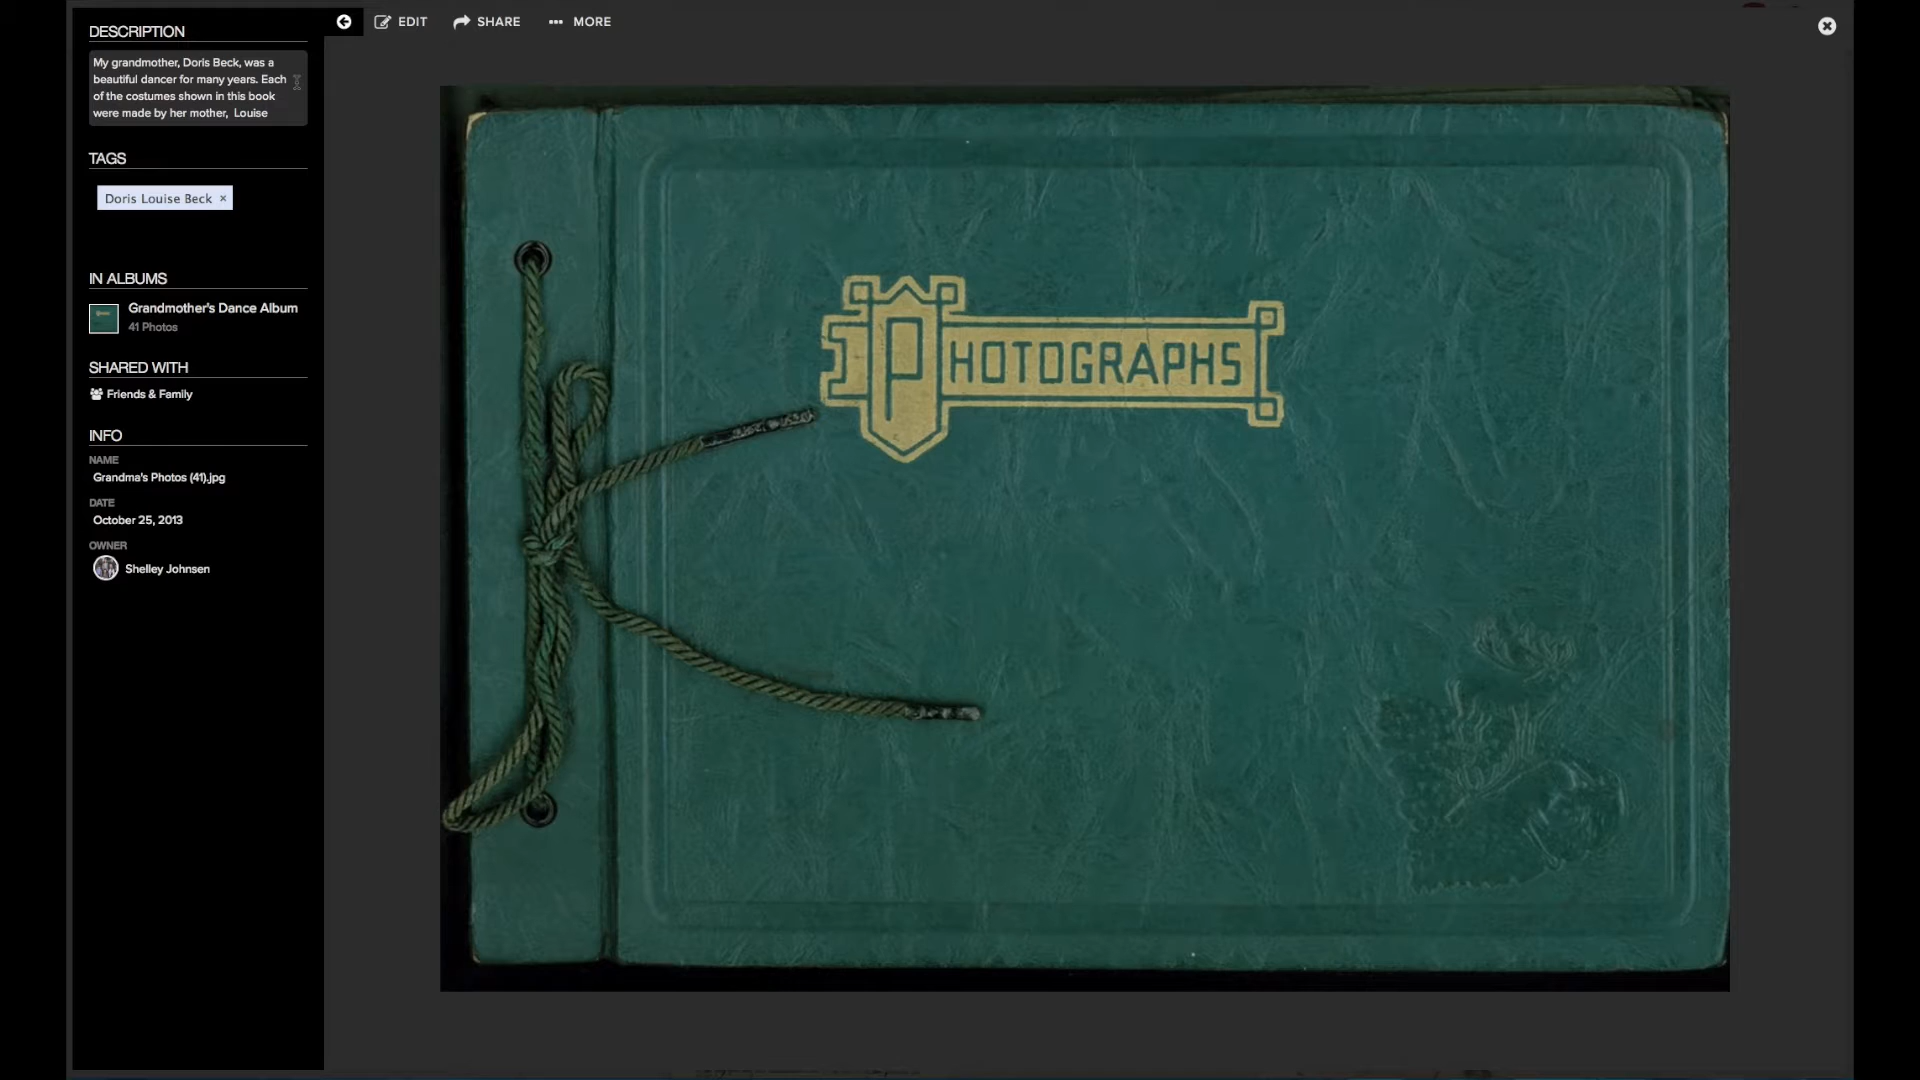 DESCRIPTION
My grandmother, Doris Beck, was a
beautiful dancer for many years. Each
of the costumes shown in this book
were made by her mother, Louise
TAGS
Doris Louise Beck ×
IN ALBUMS
Grandmother's Dance Album
41 Photos
SHARED WITH
Friends & Family
INFO
NAME
Grandma's Photos (41).jpg
DATE
October 25, 2013
OWNER
Shelley Johnsen
EDIT
SHARE
MORE
PHOTOGRAPHS